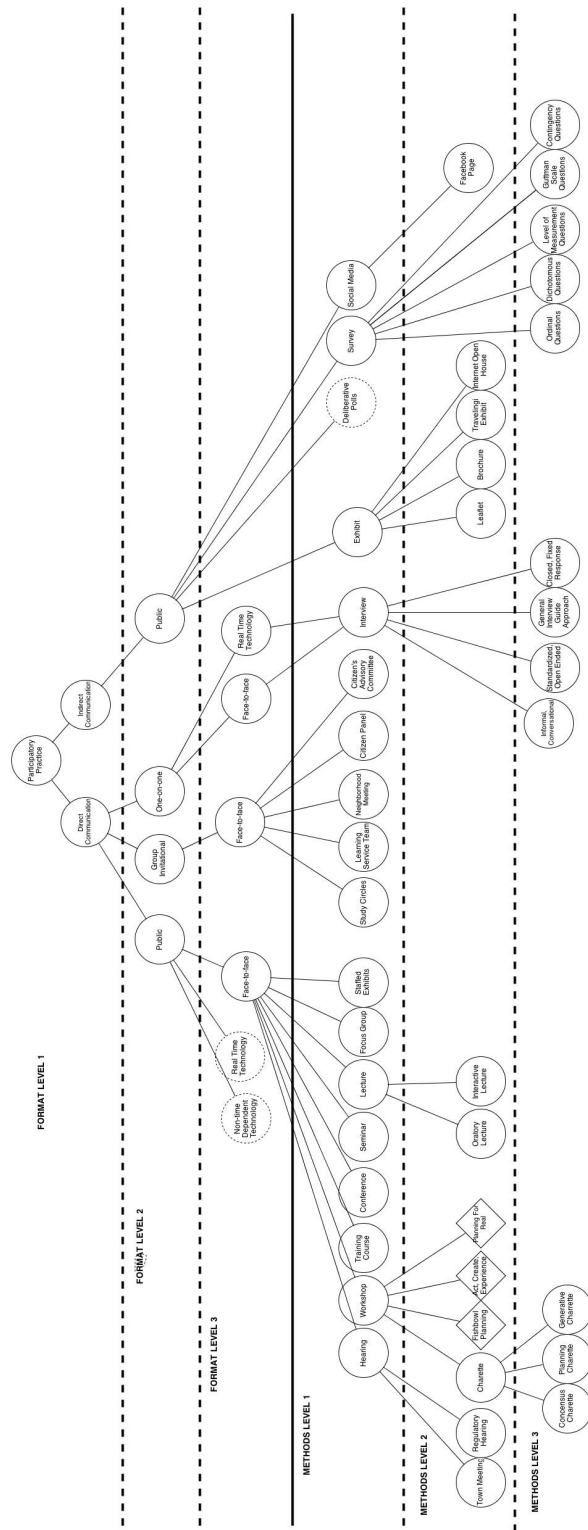 FORMAT LEVEL 1
Participatory
Practice
Direct
Communication
Indirect
Communication
FORMAT LEVEL 2
Public
Group
Invitational
One-on-one
Public
FORMAT LEVEL 3
Non-time
Dependent
Technology
Real Time
Technology
Face-to-face
Face-to-face
Face-to-face
Real Time
Technology
METHODS LEVEL 1
Hearing
Workshop
Training
Course
Conference
Seminar
Lecture
Focus Group
Staffed
Exhibits
Study Circles
Learning
Service Team
Neighborhood
Meeting
Citizen Panel
Citizen's
Advisory
Committee
Interview
Exhibit
Deliberative
Polls
Survey
Social Media
METHODS LEVEL 2
Town Meeting
Regulatory
Hearing
Charette
Fishbowl
Planning
Act, Create,
Experience
Planning For
Real
Oratory
Lecture
Interactive
Lecture
Leaflet
Brochure
Traveling/
Exhibit
Internet Open
House
Facebook
Page
METHODS LEVEL 3
Concensus
Charette
Planning
Charette
Generative
Charrette
Informal,
Conversational
Standardized,
Open Ended
General
Interview
Guide
Approach
Closed, Fixed
Response
Ordinal
Questions
Dichotomous
Questions
Level of
Measurement
Questions
Guttman
Scale
Questions
Contingency
Questions